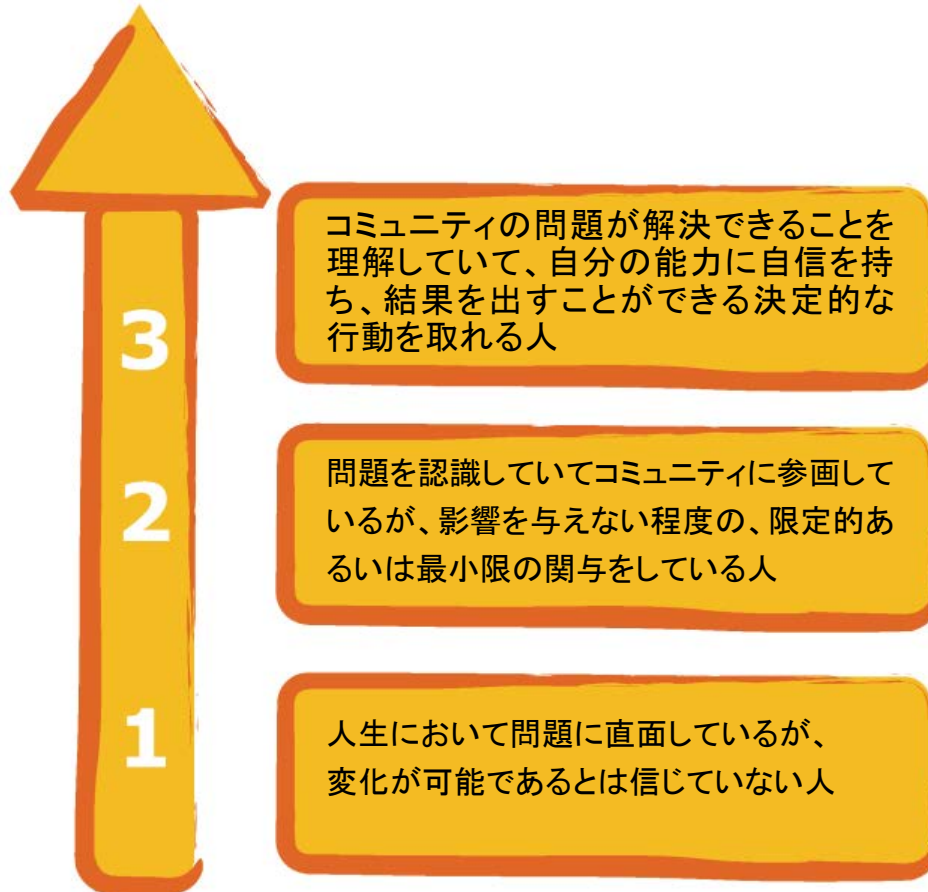 3
コミュニティの問題が解決できることを
理解していて、自分の能力に自信を持
ち、結果を出すことができる決定的な
行動を取れる人
2
問題を認識していてコミュニティに参画して
いるが、影響を与えない程度の、限定的あ
るいは最小限の関与をしている人
1
人生において問題に直面しているが、
変化が可能であるとは信じていない人